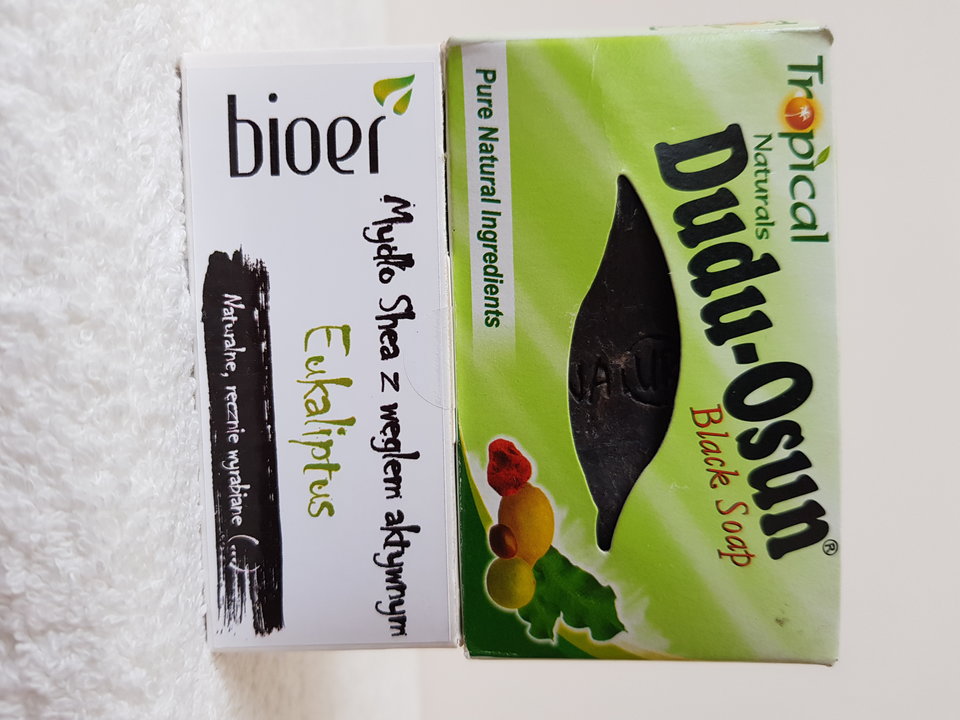 Tropical
Naturals
Dudu-Osun®
Black Soap
Pure Natural Ingredients
bioer
Mydło Shea z węglem aktywnym
Eukaliptus
Naturalne, ręcznie wyrabiane (...)